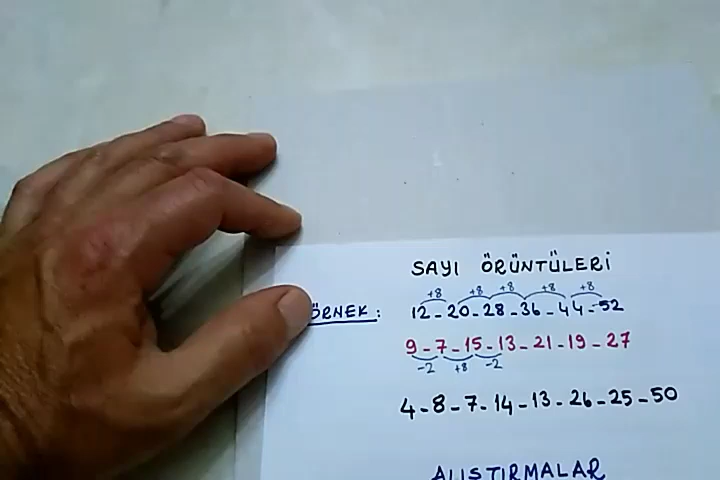 SAYI ÖRÜNTÜLERİ
+8 +8 +8 +8 +8
ÖRNEK: 12-20-28-36-44-52
9-7-15-13-21-19-27
-2 +8 -2
4-8-7-14-13-26-25-50
ALIŞTIRMALAR